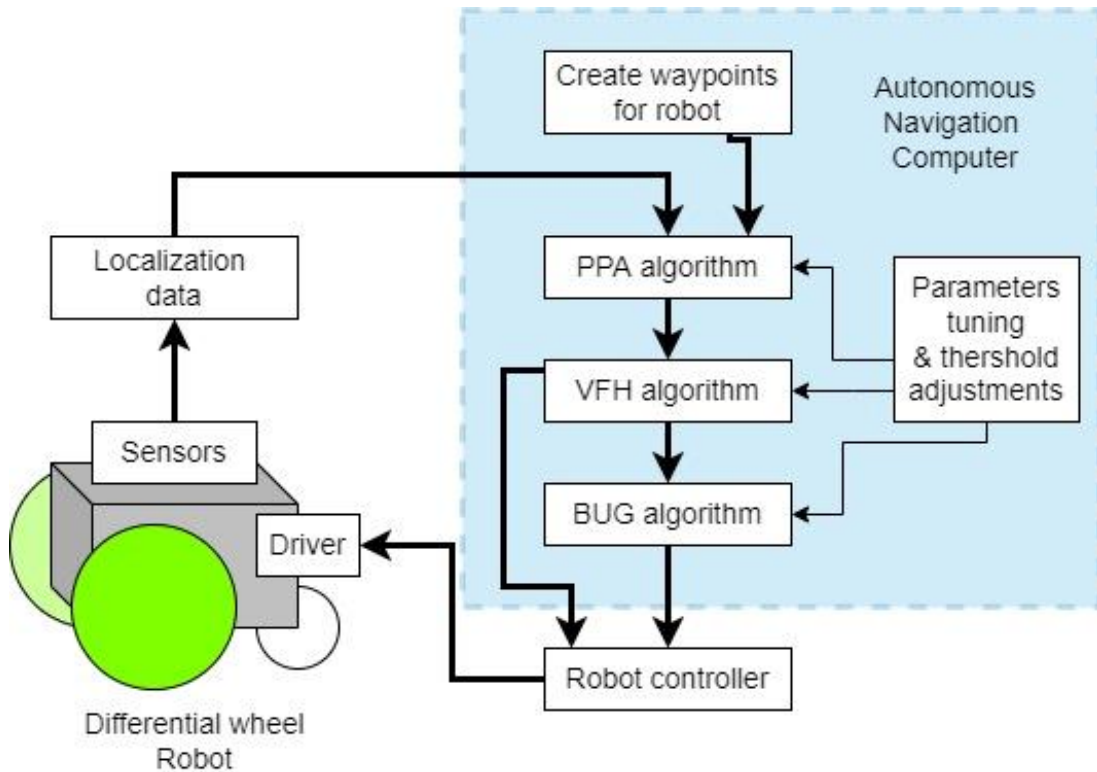 Create waypoints
for robot
Autonomous
Navigation
Computer
Localization
data
PPA algorithm
Parameters
tuning
& thershold
adjustments
VFH algorithm
Sensors
BUG algorithm
Driver
Robot controller
Differential wheel
Robot